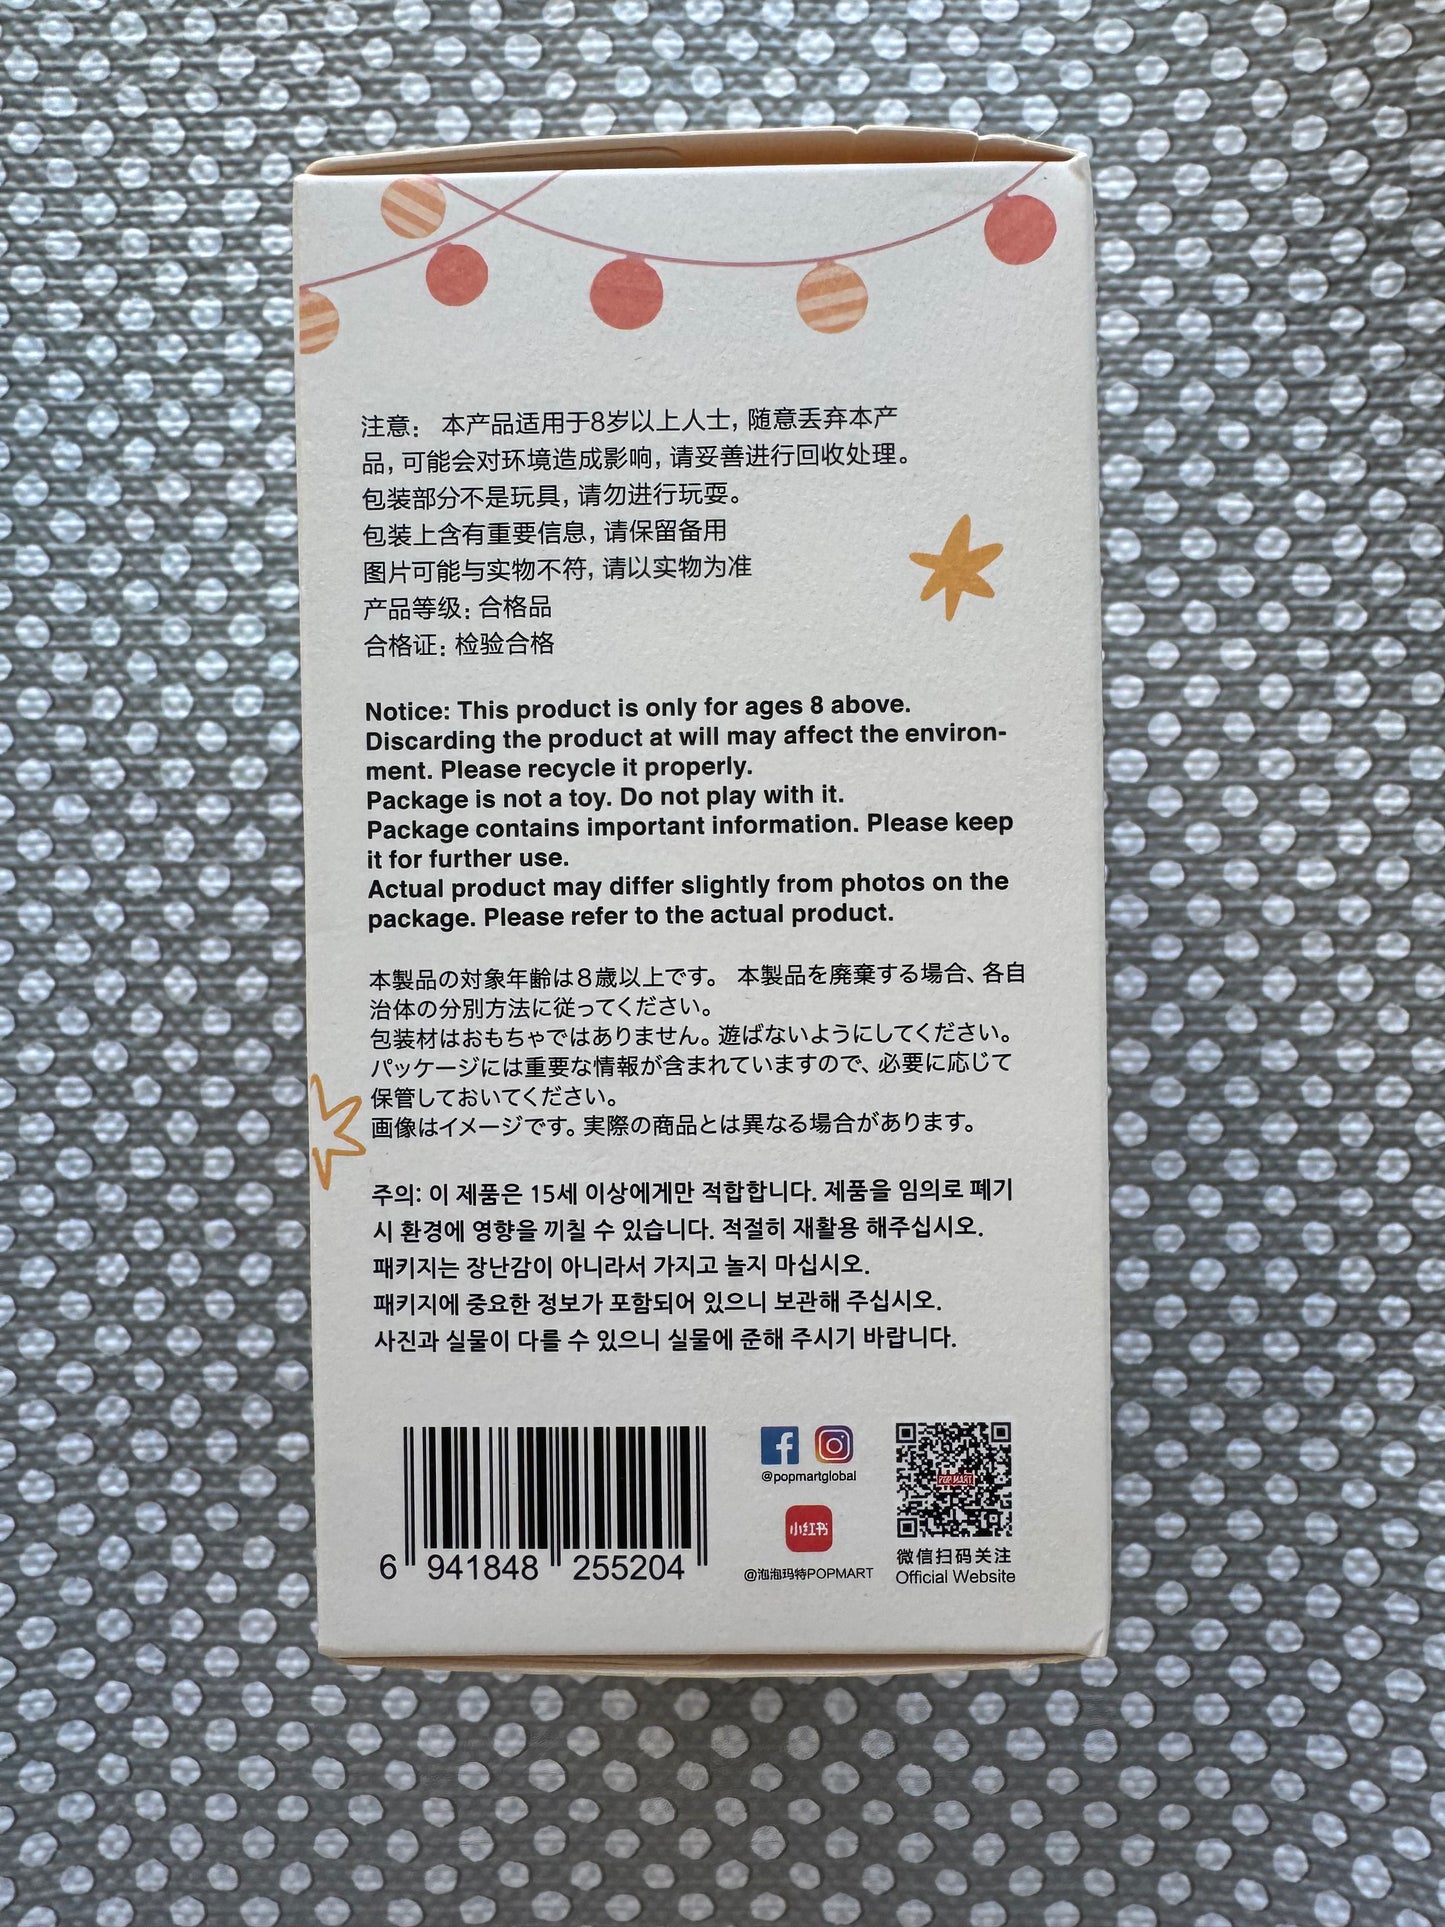 注意： 本产品适用于8岁以上人士, 随意丢弃本产
品, 可能会对环境造成影响, 请妥善进行回收处理。
包装部分不是玩具, 请勿进行玩耍。
包装上含有重要信息, 请保留备用
图片可能与实物不符, 请以实物为准
产品等级: 合格品
合格证: 检验合格
Notice: This product is only for ages 8 above.
Discarding the product at will may affect the environ-
ment. Please recycle it properly.
Package is not a toy. Do not play with it.
Package contains important information. Please keep
it for further use.
Actual product may differ slightly from photos on the
package. Please refer to the actual product.
本製品の対象年齢は８歳以上です。 本製品を廃棄する場合、各自
治体の分別方法に従ってください。
包装材はおもちゃではありません。遊ばないようにしてください。
パッケージには重要な情報が含まれていますので、必要に応じて
保管しておいてください。
画像はイメージです。実際の商品とは異なる場合があります。
주의: 이 제품은 15세 이상에게만 적합합니다. 제품을 임의로 폐기
시 환경에 영향을 끼칠 수 있습니다. 적절히 재활용 해주십시오.
패키지는 장난감이 아니라서 가지고 놀지 마십시오.
패키지에 중요한 정보가 포함되어 있으니 보관해 주십시오.
사진과 실물이 다를 수 있으니 실물에 준해 주시기 바랍니다.
6 941848 255204
@popmartglobal
小红书
@泡泡玛特POPMART
POP MART
微信扫码关注
Official Website